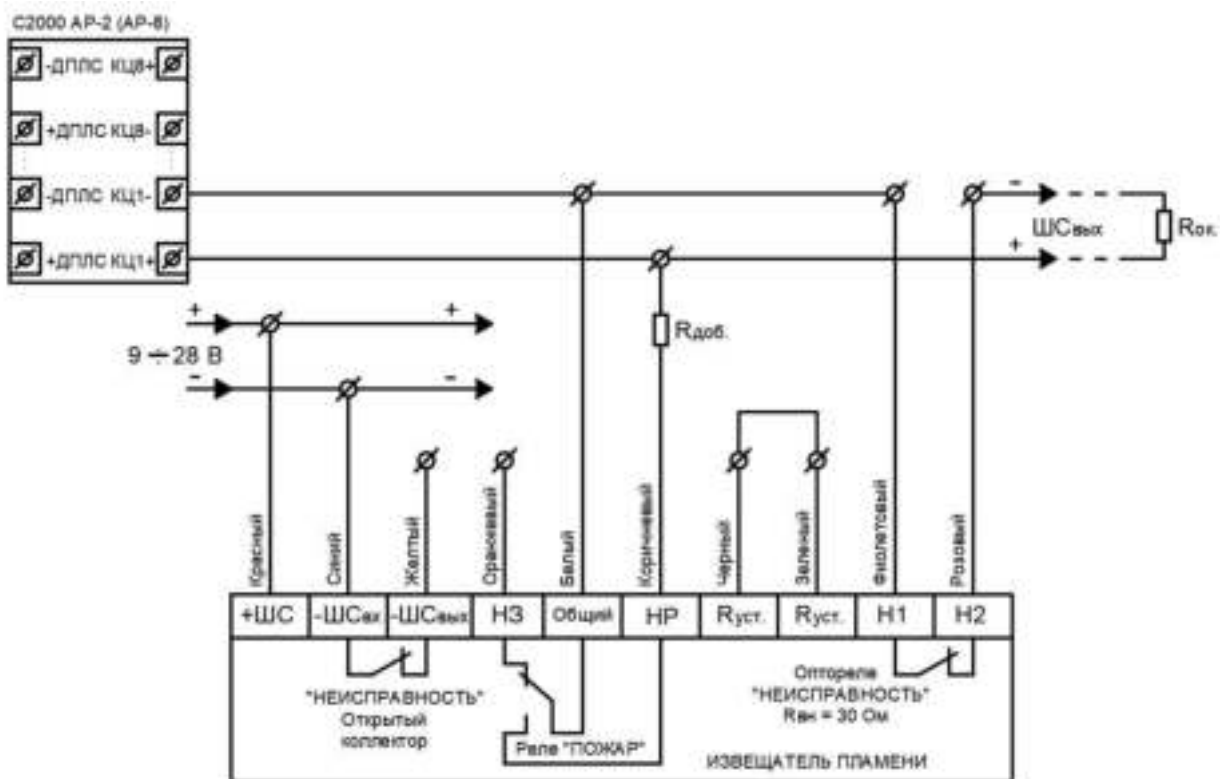 С2000 АР-2 (АР-8)
-ДПЛС КЦ8+
+ДПЛС КЦ8-
-ДПЛС КЦ1-
+ДПЛС КЦ1+
-
ШСвых
+
Rок.
+
+
9 ÷ 28 В
-
-
Rдоб.
Красный
Синий
Желтый
Оранжевый
Белый
Коричневый
Черный
Зеленый
Фиолетовый
Розовый
+ШС
-ШСвх
-ШСвых
НЗ
Общий
НР
Rуст.
Rуст.
Н1
Н2
"НЕИСПРАВНОСТЬ"
Открытый
коллектор
Реле "ПОЖАР"
Оптореле
"НЕИСПРАВНОСТЬ"
Rвн = 30 Ом
ИЗВЕЩАТЕЛЬ ПЛАМЕНИ